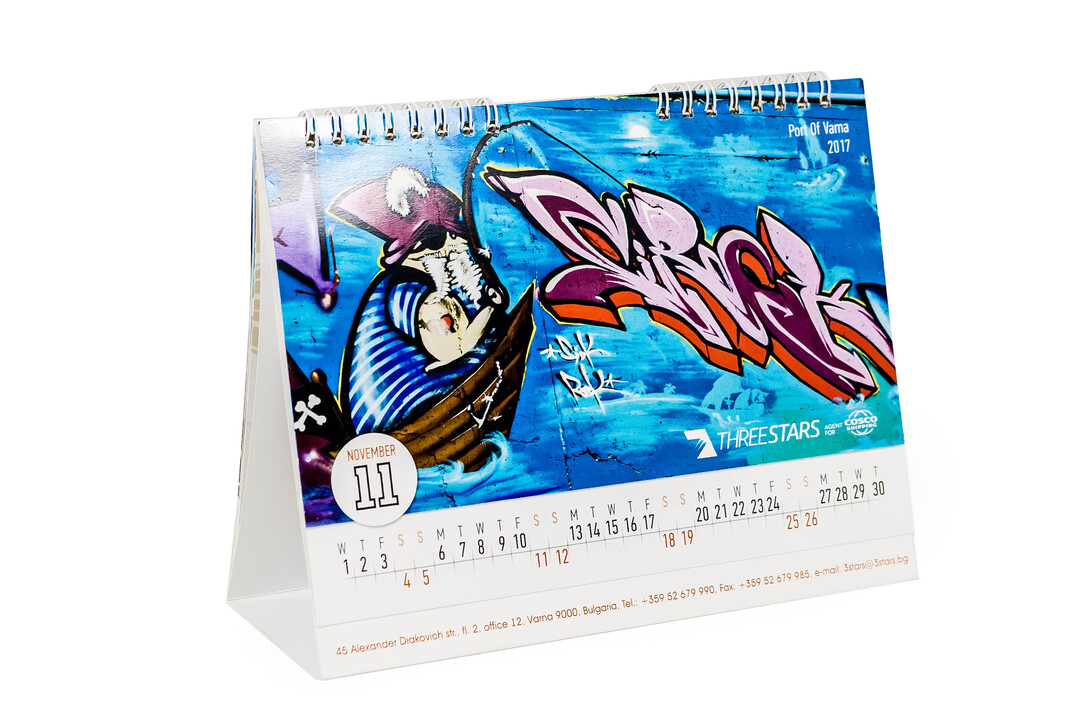 Port Of Varna
2017
Sick
Rock
THREESTARS
AGENT
FOR
COSCO
SHIPPING
NOVEMBER
11
W T F S S M T W T F S S M T W T F S S M T W T F S S M T W T
1 2 3 4 5 6 7 8 9 10 11 12 13 14 15 16 17 18 19 20 21 22 23 24 25 26 27 28 29 30
45 Alexander Diakovich str., fl. 2, office 12, Varna 9000, Bulgaria, Tel.: +359 52 679 990, Fax: +359 52 679 985, e-mail: 3stars@3stars.bg